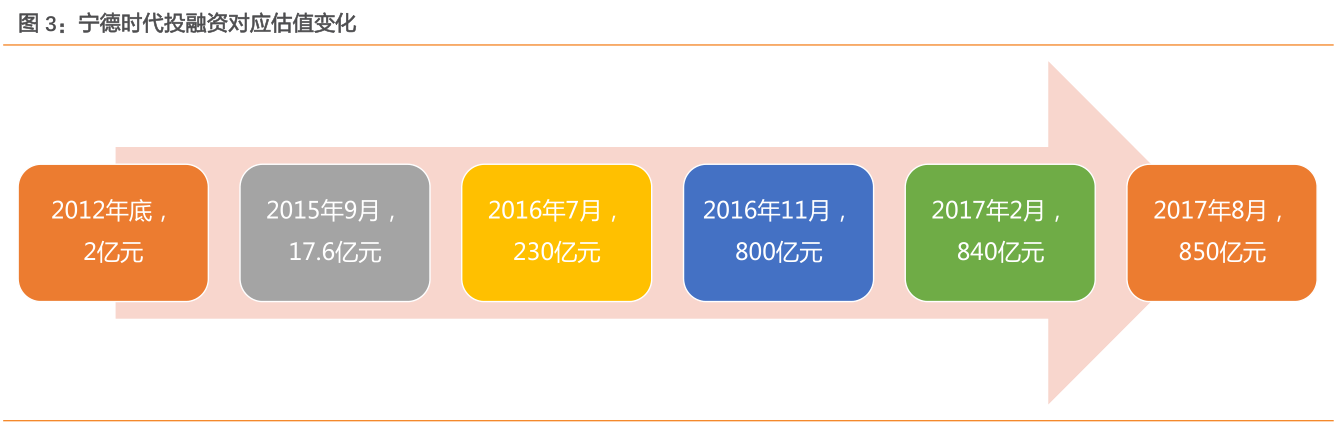 图 3：宁德时代投融资对应估值变化
2012年底，
2亿元
2015年9月，
17.6亿元
2016年7月，
230亿元
2016年11月，
800亿元
2017年2月，
840亿元
2017年8月，
850亿元